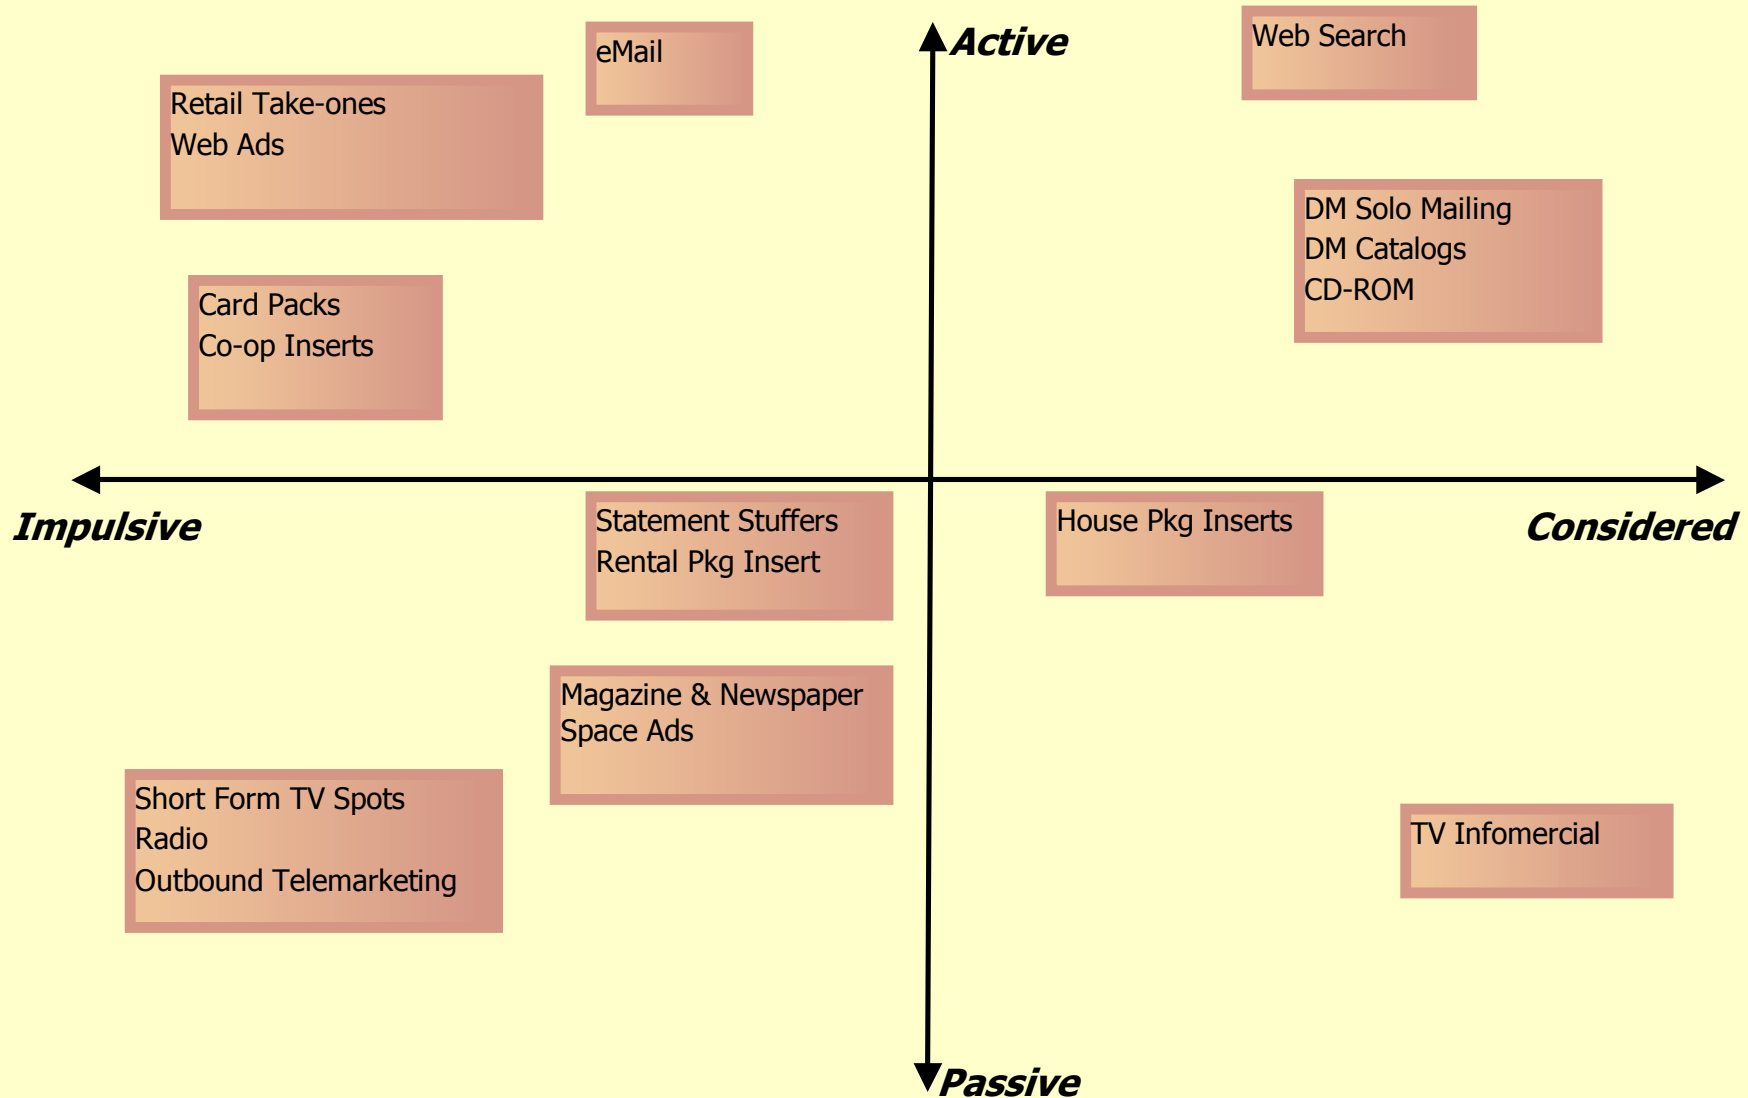 eMail
Active
Web Search
Retail Take-ones
Web Ads
DM Solo Mailing
DM Catalogs
CD-ROM
Card Packs
Co-op Inserts
Impulsive
Considered
Statement Stuffers
Rental Pkg Insert
House Pkg Inserts
Magazine & Newspaper
Space Ads
Short Form TV Spots
Radio
Outbound Telemarketing
TV Infomercial
Passive